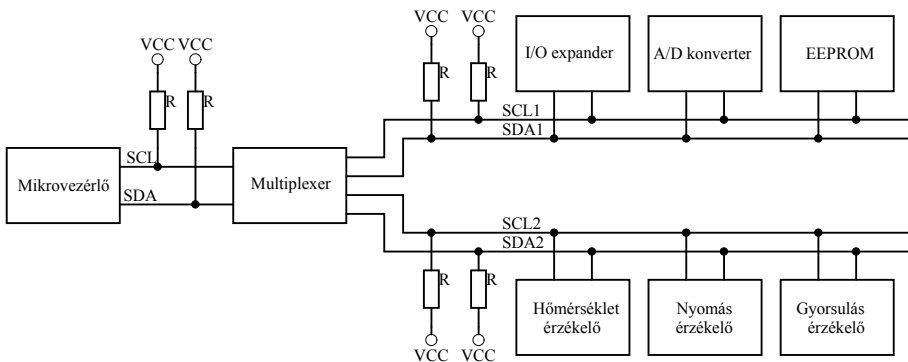 VCC VCC
VCC VCC
R
R
R
R
I/O expander
A/D konverter
EEPROM
SCL1
SDA1
SCL
SDA
Mikrovezérlő
Multiplexer
SCL2
SDA2
R
R
Hőmérséklet
érzékelő
Nyomás
érzékelő
Gyorsulás
érzékelő
VCC VCC